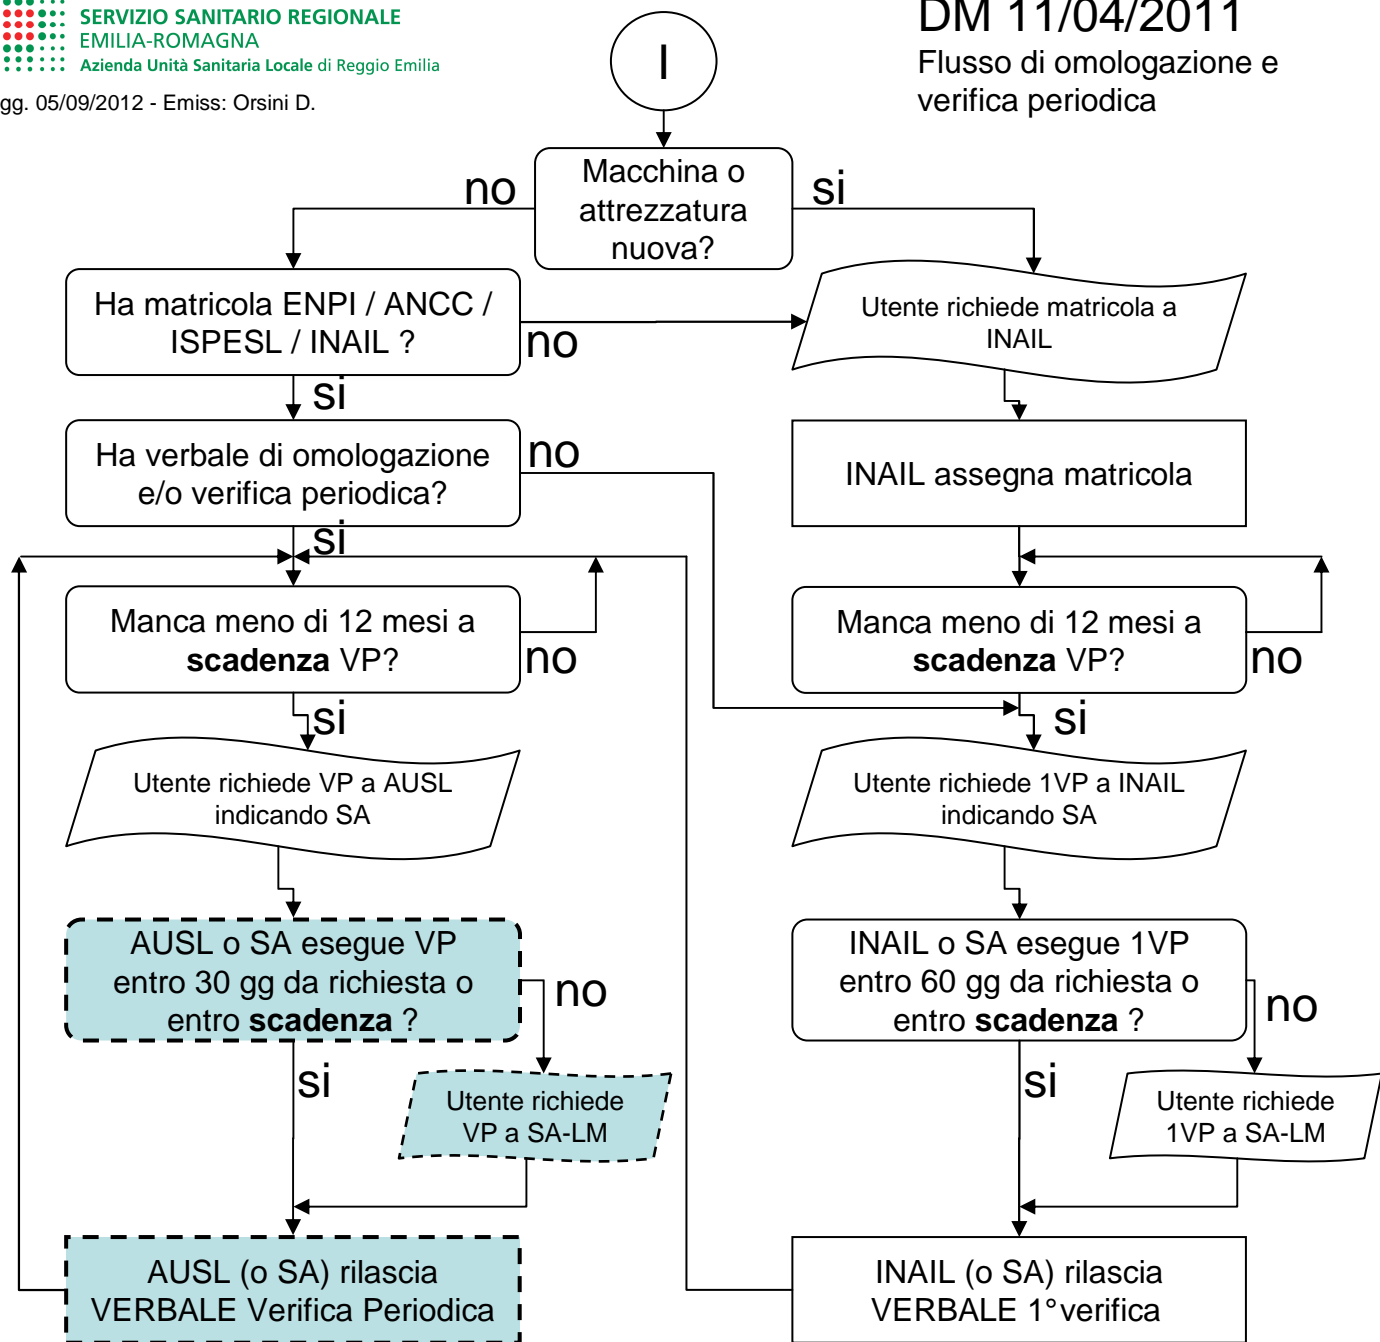 SERVIZIO SANITARIO REGIONALE
EMILIA-ROMAGNA
Azienda Unità Sanitaria Locale di Reggio Emilia
gg. 05/09/2012 - Emiss: Orsini D.
DM 11/04/2011
Flusso di omologazione e
verifica periodica
I
Macchina o
attrezzatura
nuova?
no
si
Ha matricola ENPI / ANCC /
ISPESL / INAIL ?
no
si
Utente richiede matricola a
INAIL
Ha verbale di omologazione
e/o verifica periodica?
no
si
INAIL assegna matricola
Manca meno di 12 mesi a
scadenza VP?
no
si
Manca meno di 12 mesi a
scadenza VP?
no
si
Utente richiede VP a AUSL
indicando SA
Utente richiede 1VP a INAIL
indicando SA
AUSL o SA esegue VP
entro 30 gg da richiesta o
entro scadenza ?
no
si
INAIL o SA esegue 1VP
entro 60 gg da richiesta o
entro scadenza ?
no
si
Utente richiede
VP a SA-LM
Utente richiede
1VP a SA-LM
AUSL (o SA) rilascia
VERBALE Verifica Periodica
INAIL (o SA) rilascia
VERBALE 1° verifica